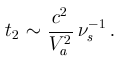 $t_2 \sim \frac{c^2}{V_a^2} \, \nu_s^{-1} \, .$